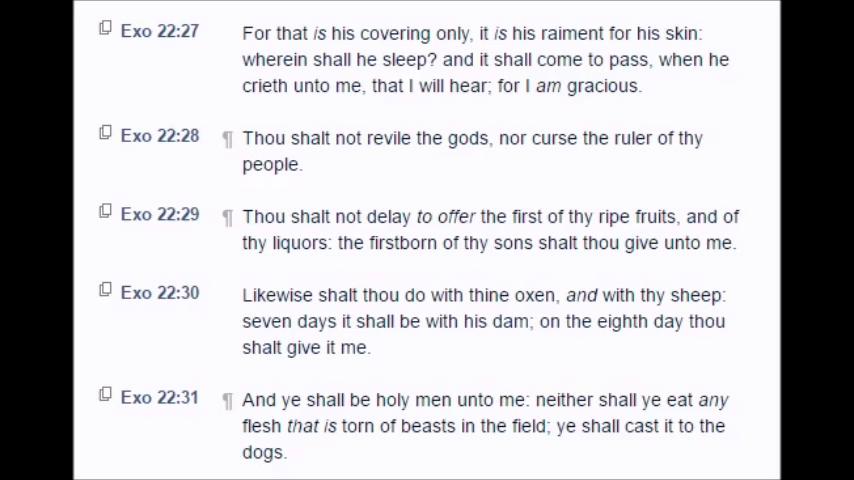 Exo 22:27 For that is his covering only, it is his raiment for his skin:
wherein shall he sleep? and it shall come to pass, when he
crieth unto me, that I will hear; for I am gracious.
Exo 22:28 ¶ Thou shalt not revile the gods, nor curse the ruler of thy
people.
Exo 22:29 ¶ Thou shalt not delay to offer the first of thy ripe fruits, and of
thy liquors: the firstborn of thy sons shalt thou give unto me.
Exo 22:30 Likewise shalt thou do with thine oxen, and with thy sheep:
seven days it shall be with his dam; on the eighth day thou
shalt give it me.
Exo 22:31 ¶ And ye shall be holy men unto me: neither shall ye eat any
flesh that is torn of beasts in the field; ye shall cast it to the
dogs.